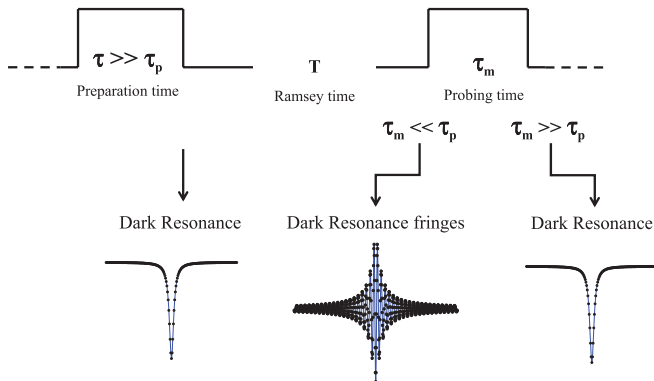 τ >> τp
T
τm
Preparation time
Ramsey time
Probing time
τm << τp
τm >> τp
Dark Resonance
Dark Resonance fringes
Dark Resonance